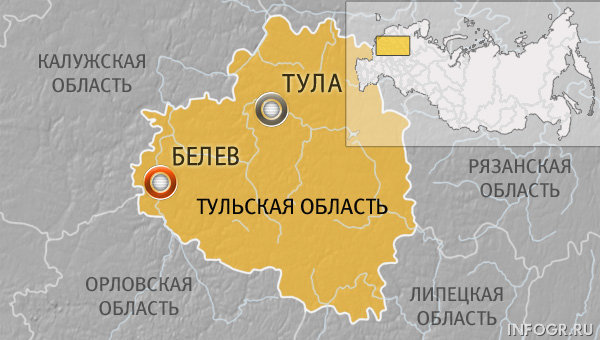 КАЛУЖСКАЯ
ОБЛАСТЬ
ТУЛА
БЕЛЕВ
РЯЗАНСКАЯ
ОБЛАСТЬ
ТУЛЬСКАЯ ОБЛАСТЬ
ОРЛОВСКАЯ
ОБЛАСТЬ
ЛИПЕЦКАЯ
ОБЛАСТЬ
INFOGR.RU